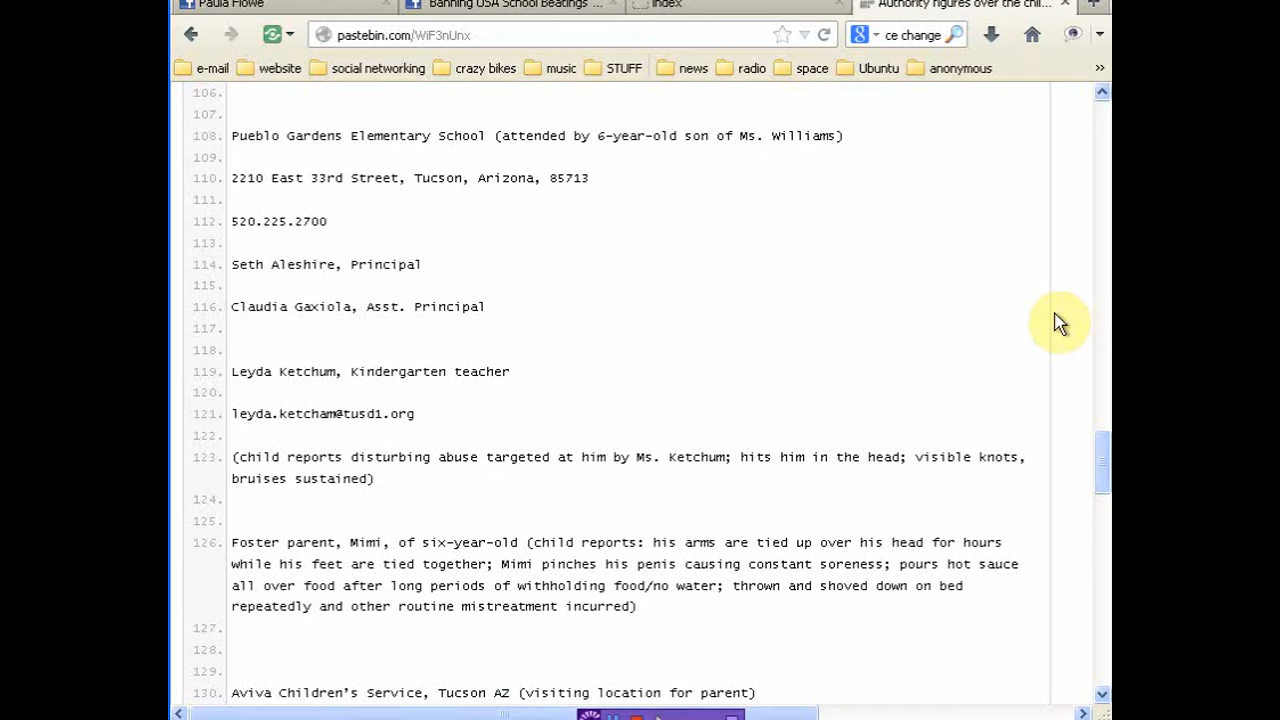 Paula Flowe
Banning USA School Beatings ...
Index
Authority figures over the chil...
pastebin.com/WiF3nUnx
ce change
e-mail website social networking crazy bikes music STUFF news radio space Ubuntu anonymous »
106.
107.
108. Pueblo Gardens Elementary School (attended by 6-year-old son of Ms. Williams)
109.
110. 2210 East 33rd Street, Tucson, Arizona, 85713
111.
112. 520.225.2700
113.
114. Seth Aleshire, Principal
115.
116. Claudia Gaxiola, Asst. Principal
117.
118.
119. Leyda Ketchum, Kindergarten teacher
120.
121. leyda.ketcham@tusd1.org
122.
123. (child reports disturbing abuse targeted at him by Ms. Ketchum; hits him in the head; visible knots,
bruises sustained)
124.
125.
126. Foster parent, Mimi, of six-year-old (child reports: his arms are tied up over his head for hours
while his feet are tied together; Mimi pinches his penis causing constant soreness; pours hot sauce
all over food after long periods of withholding food/no water; thrown and shoved down on bed
repeatedly and other routine mistreatment incurred)
127.
128.
129.
130. Aviva Children's Service, Tucson AZ (visiting location for parent)